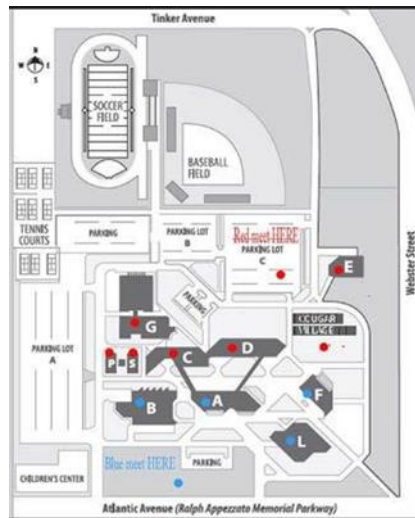 Tinker Avenue
N
W E
S
SOCCER
FIELD
BASEBALL
FIELD
TENNIS
COURTS
PARKING
PARKING LOT
B
Red meet HERE
PARKING LOT
C
E
Webster Street
PARKING
G
COUGAR
VILLAGE
PARKING LOT
A
P S
C
D
B
A
F
L
Blue meet HERE
PARKING
CHILDREN'S CENTER
Atlantic Avenue (Ralph Appezzato Memorial Parkway)